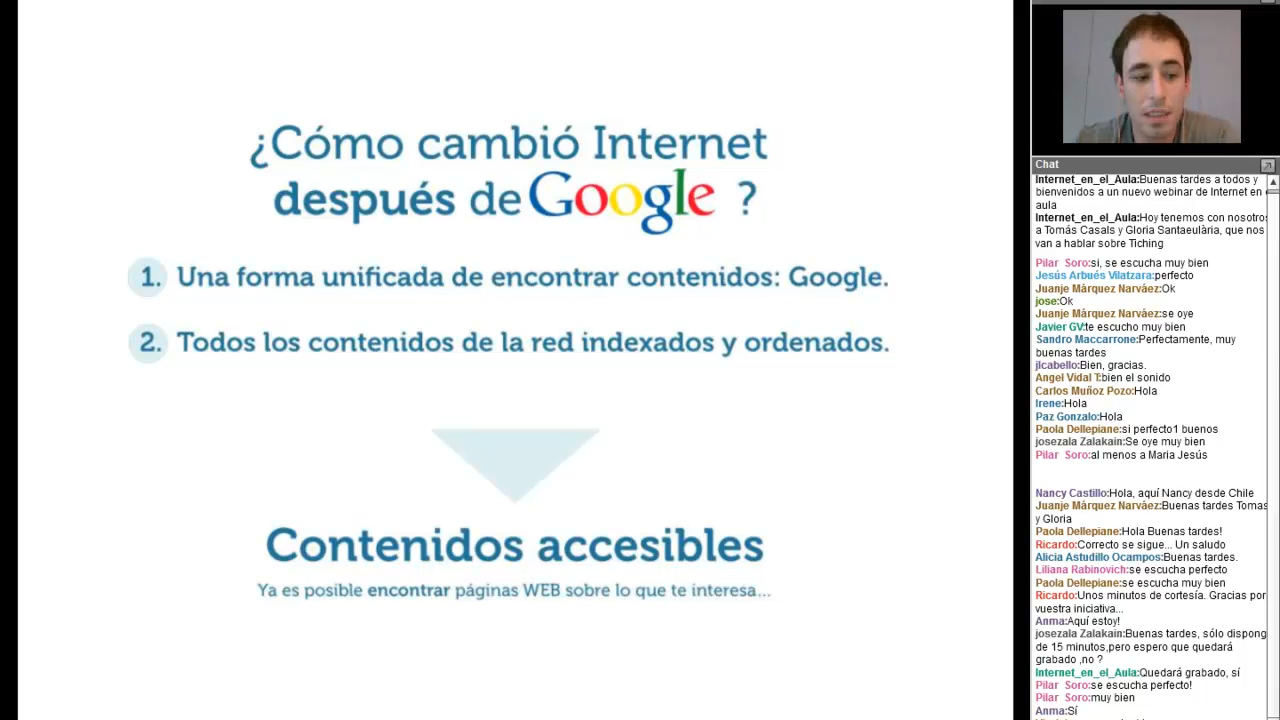 ¿Cómo cambió Internet
después de Google ?
1. Una forma unificada de encontrar contenidos: Google.
2. Todos los contenidos de la red indexados y ordenados.
Contenidos accesibles
Ya es posible encontrar páginas WEB sobre lo que te interesa...
Chat
Internet_en_el_Aula:Buenas tardes a todos y
bienvenidos a un nuevo webinar de Internet en e
aula
Internet_en_el_Aula:Hoy tenemos con nosotros
a Tomás Casals y Gloria Santaeulària, que nos
van a hablar sobre Tiching
Pilar Soro:si, se escucha muy bien
Jesús Arbués Vilatzara:perfecto
Juanje Márquez Narváez:Ok
jose:Ok
Juanje Márquez Narváez:se oye
Javier GV:te escucho muy bien
Sandro Maccarrone:Perfectamente, muy
buenas tardes
jlcabello:Bien, gracias.
Angel Vidal T:bien el sonido
Carlos Muñoz Pozo:Hola
Irene:Hola
Paz Gonzalo:Hola
Paola Dellepiane:si perfecto1 buenos
josezala Zalakain:Se oye muy bien
Pilar Soro:al menos a Maria Jesús
Nancy Castillo:Hola, aquí Nancy desde Chile
Juanje Márquez Narváez:Buenas tardes Tomas
y Gloria
Paola Dellepiane:Hola Buenas tardes!
Ricardo:Correcto se sigue... Un saludo
Alicia Astudillo Ocampos:Buenas tardes.
Liliana Rabinovich:se escucha perfecto
Paola Dellepiane:se escucha muy bien
Ricardo:Unos minutos de cortesía. Gracias por
vuestra iniciativa...
Anma:Aquí estoy!
josezala Zalakain:Buenas tardes, sólo dispong
de 15 minutos,pero espero que quedará
grabado ,no ?
Internet_en_el_Aula:Quedará grabado, sí
Pilar Soro:se escucha perfecto!
Pilar Soro:muy bien
Anma:Sí